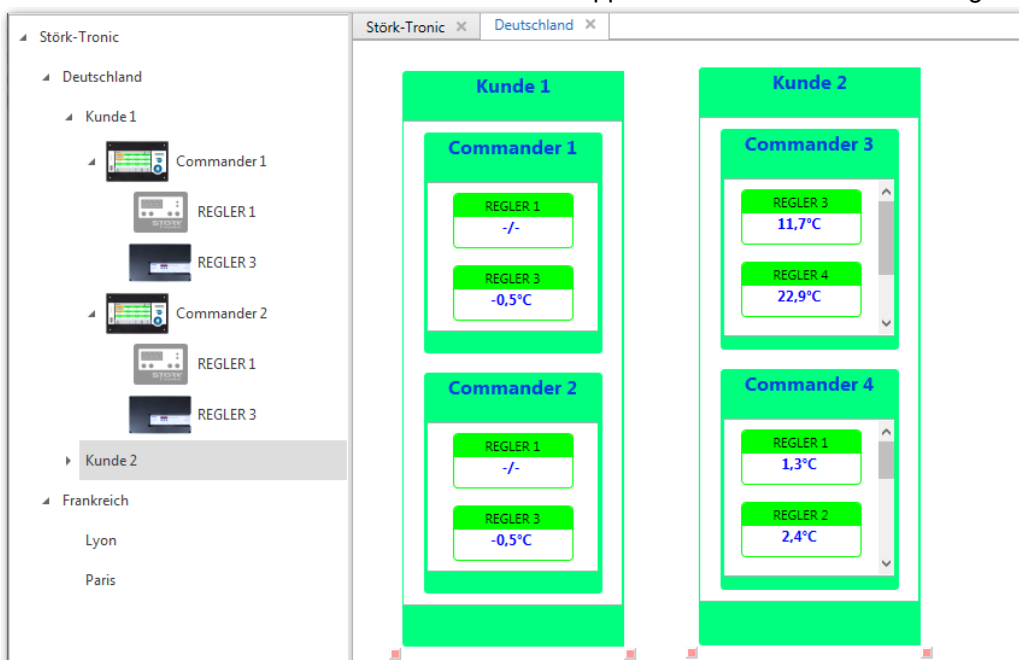 Störk-Tronic
Deutschland
Kunde 1
Commander 1
REGLER 1
REGLER 3
Commander 2
REGLER 1
REGLER 3
Kunde 2
Frankreich
Lyon
Paris
Störk-Tronic × Deutschland ×
Kunde 1
Commander 1
REGLER 1
-/-
REGLER 3
-0,5°C
Commander 2
REGLER 1
-/-
REGLER 3
-0,5°C
Kunde 2
Commander 3
REGLER 3
11,7°C
REGLER 4
22,9°C
Commander 4
REGLER 1
1,3°C
REGLER 2
2,4°C